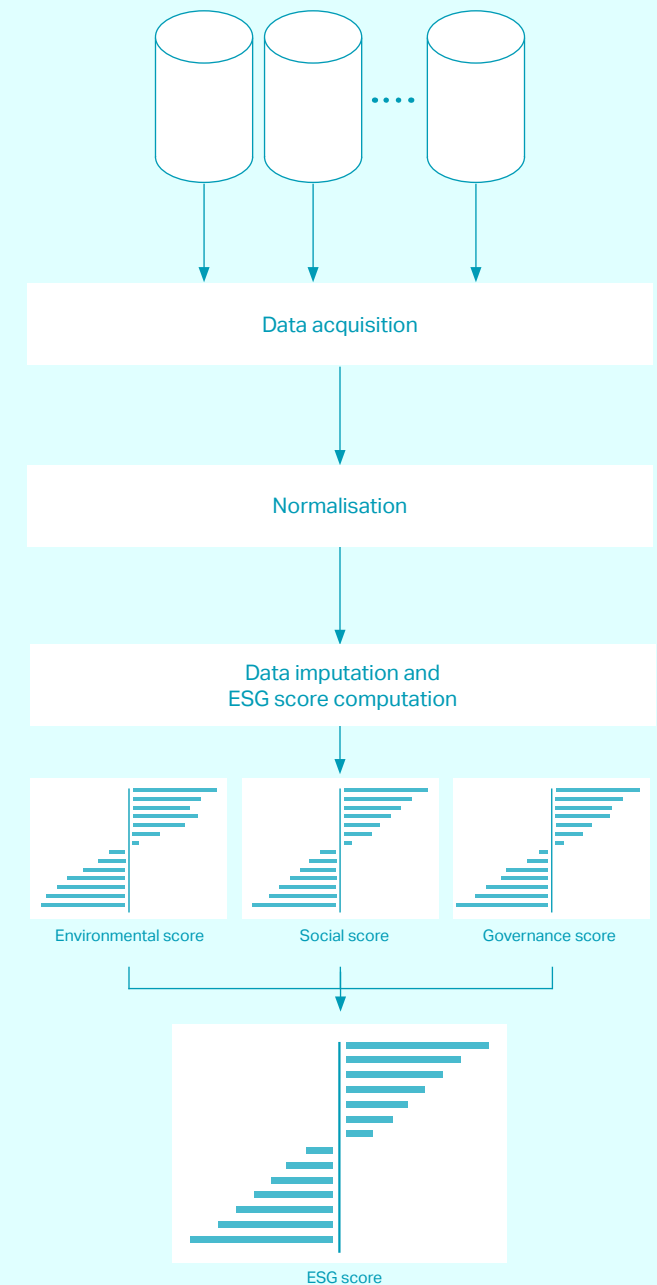 Data acquisition
Normalisation
Data imputation and
ESG score computation
Environmental score
Social score
Governance score
ESG score